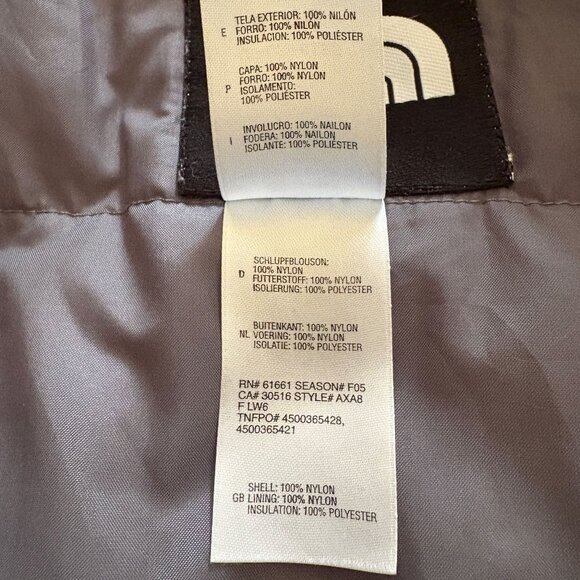 TELA EXTERIOR: 100% NILÓN
E FORRO: 100% NILÓN
INSULACION: 100% POLIÉSTER
CAPA: 100% NYLON
FORRO: 100% NYLON
P ISOLAMENTO:
100% POLIÉSTER
INVOLUCRO: 100% NAILON
I FODERA: 100% NAILON
ISOLANTE: 100% POLIESTERE
SCHLUPFBLOUSON:
D 100% NYLON
FUTTERSTOFF: 100% NYLON
ISOLIERUNG: 100% POLYESTER
BUITENKANT: 100% NYLON
NL VOERING: 100% NYLON
ISOLATIE: 100% POLYESTER
RN# 61661 SEASON# F05
CA# 30516 STYLE# AXA8
F LW6
TNFPO# 4500365428,
4500365421
SHELL: 100% NYLON
GB LINING: 100% NYLON
INSULATION: 100% POLYESTER